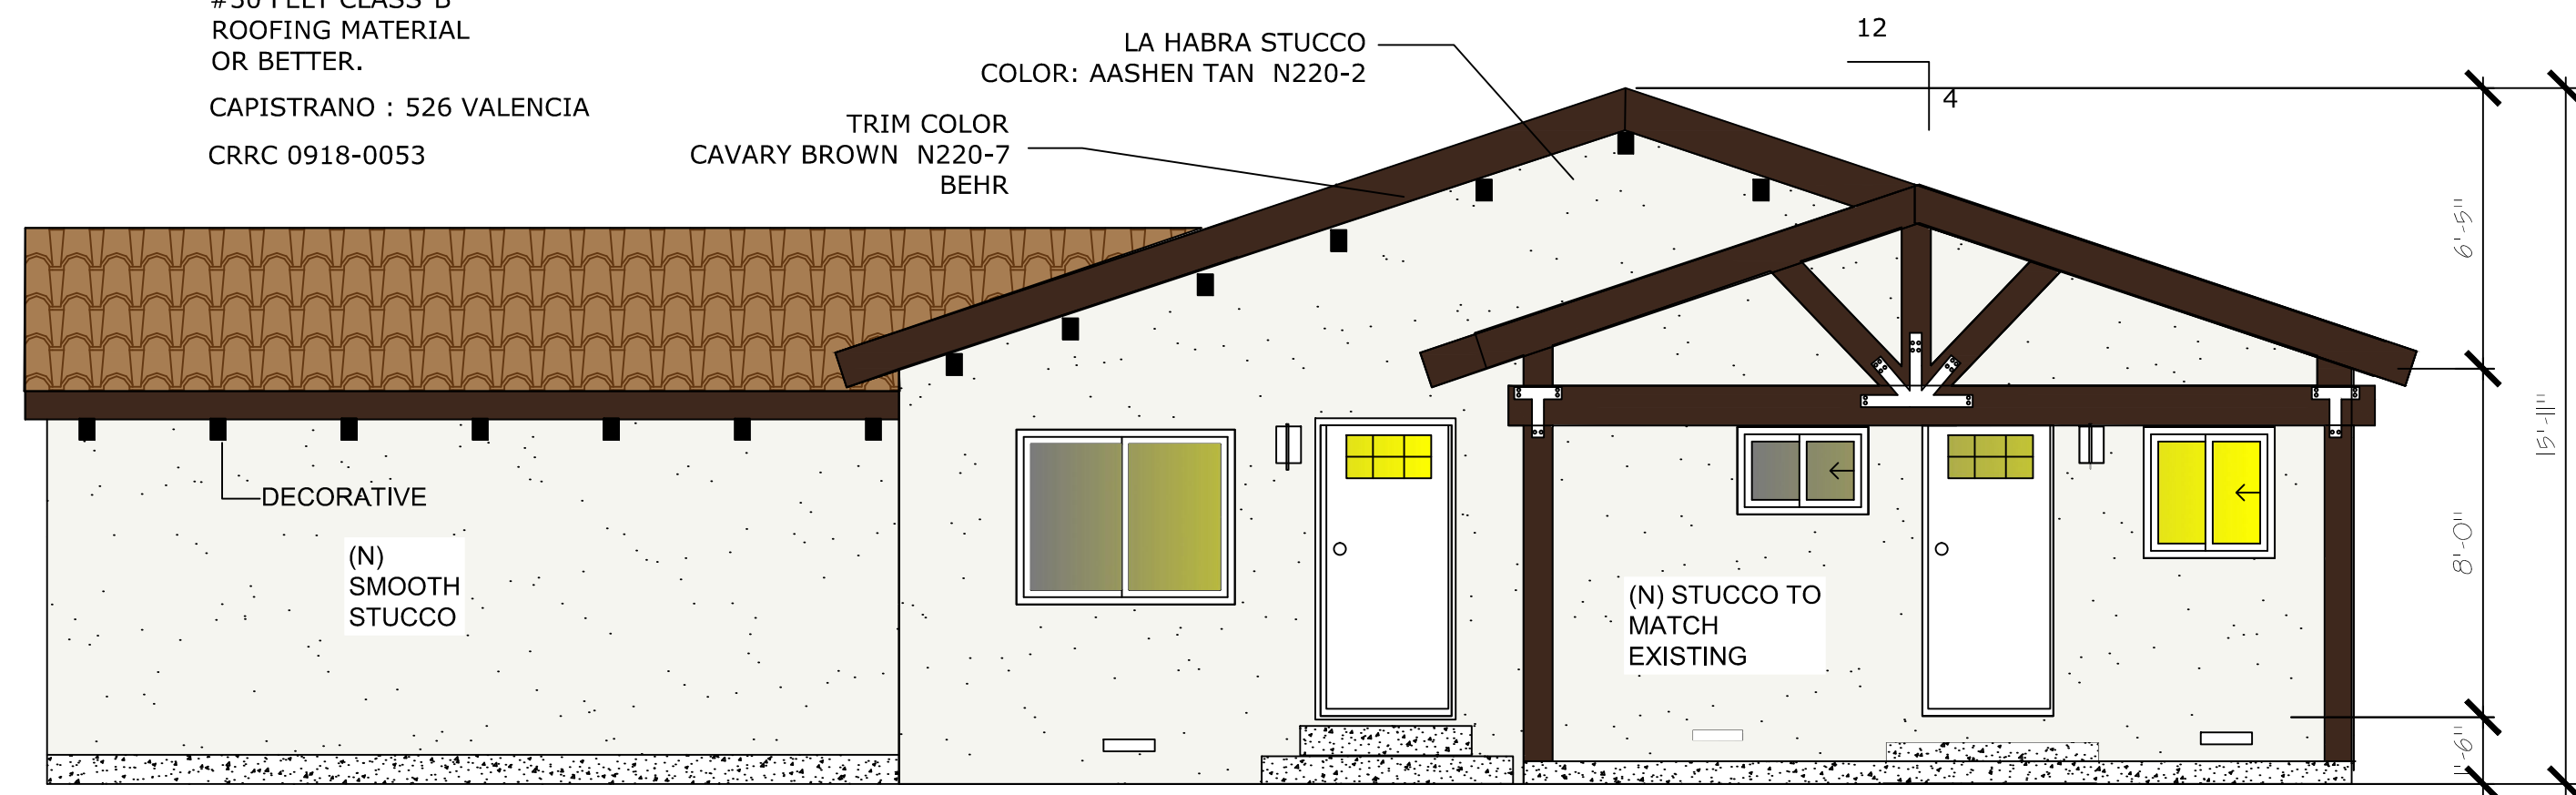 ROOFING MATERIAL
OR BETTER.
CAPISTRANO : 526 VALENCIA
CRRC 0918-0053
LA HABRA STUCCO
COLOR: AASHEN TAN N220-2
TRIM COLOR
CAVARY BROWN N220-7
BEHR
12
4
DECORATIVE
(N)
SMOOTH
STUCCO
(N) STUCCO TO
MATCH
EXISTING
6'-5"
8'-0"
1'-6"
15'-11"